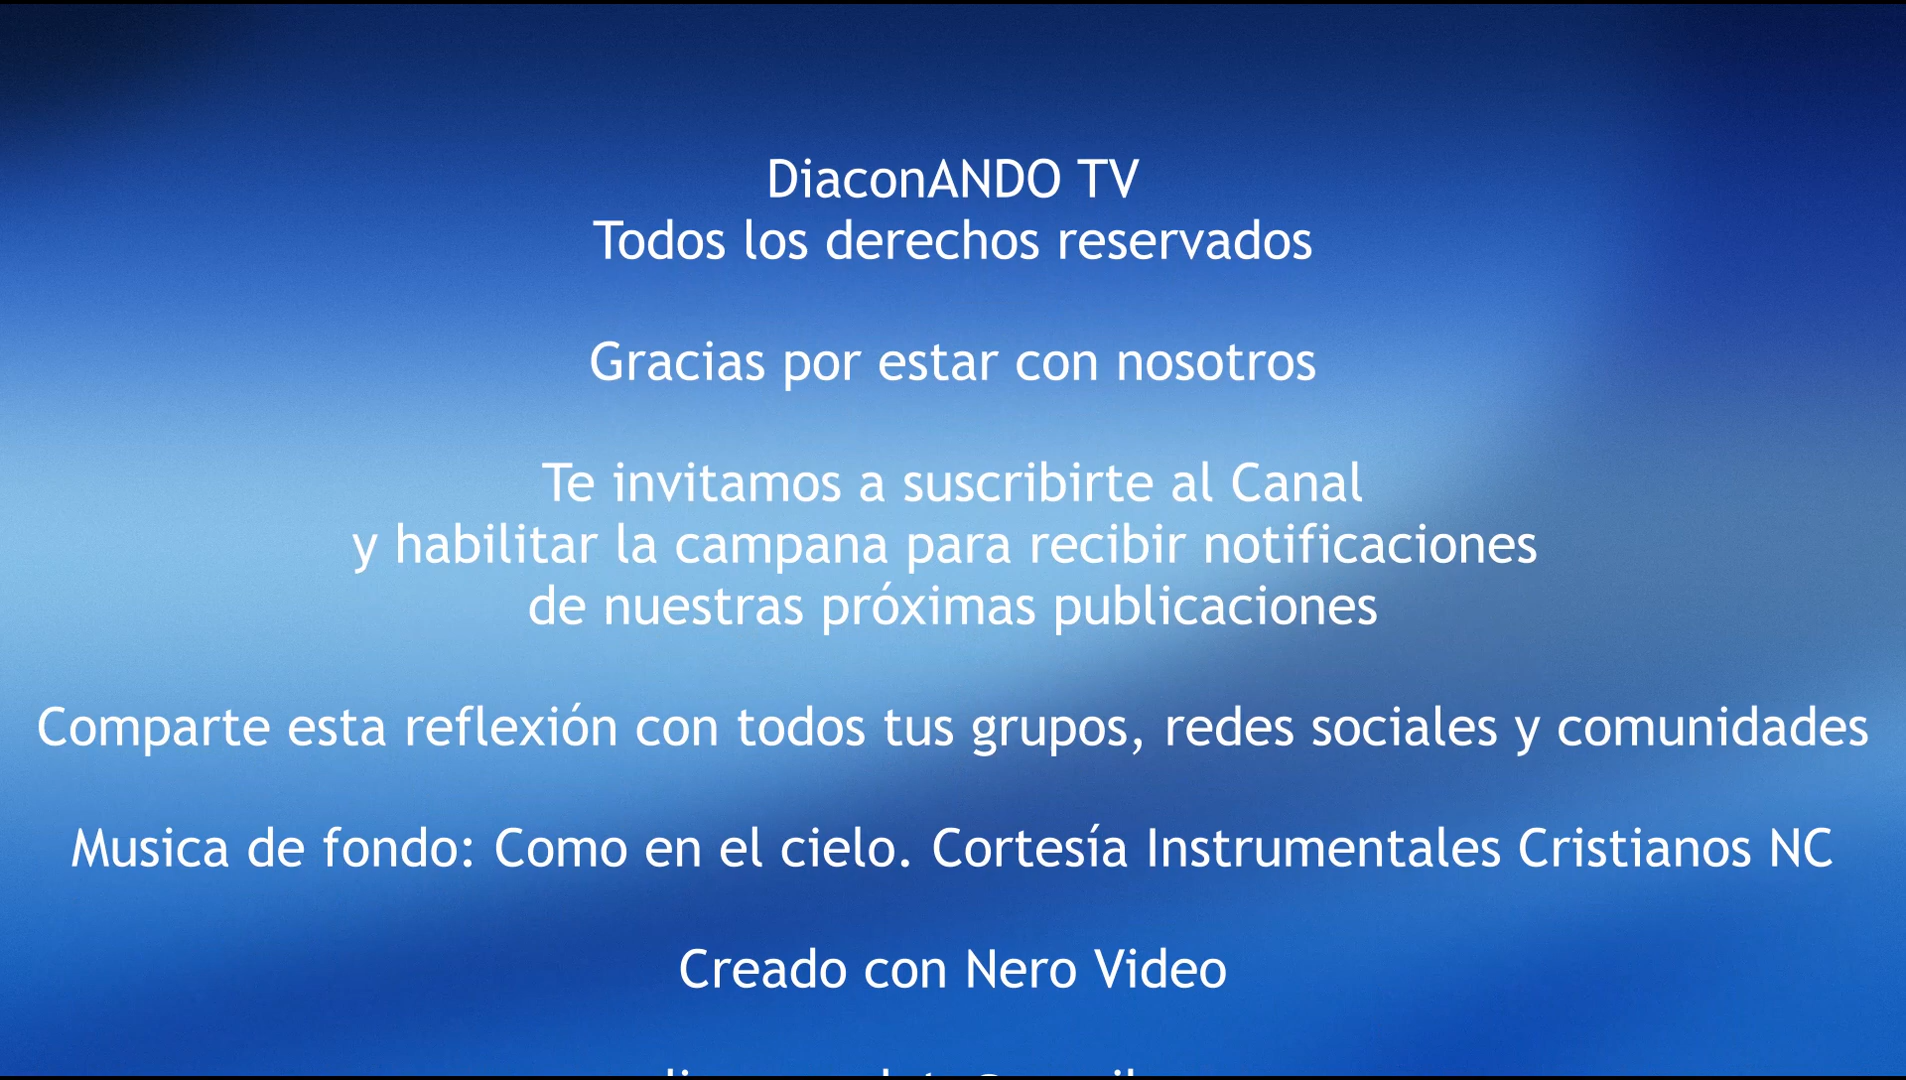 DiaconANDO TV
Todos los derechos reservados
Gracias por estar con nosotros
Te invitamos a suscribirte al Canal
y habilitar la campana para recibir notificaciones
de nuestras próximas publicaciones
Comparte esta reflexión con todos tus grupos, redes sociales y comunidades
Musica de fondo: Como en el cielo. Cortesía Instrumentales Cristianos NC
Creado con Nero Video